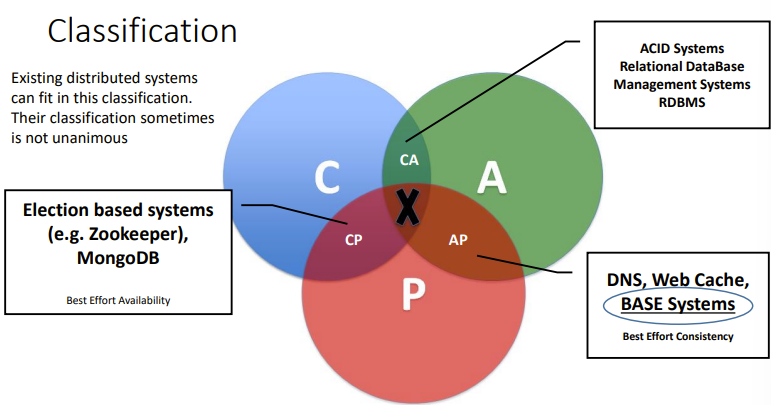 Classification
Existing distributed systems
can fit in this classification.
Their classification sometimes
is not unanimous
ACID Systems
Relational DataBase
Management Systems
RDBMS
C
A
CA
X
CP
AP
P
Election based systems
(e.g. Zookeeper),
MongoDB
Best Effort Availability
DNS, Web Cache,
BASE Systems
Best Effort Consistency